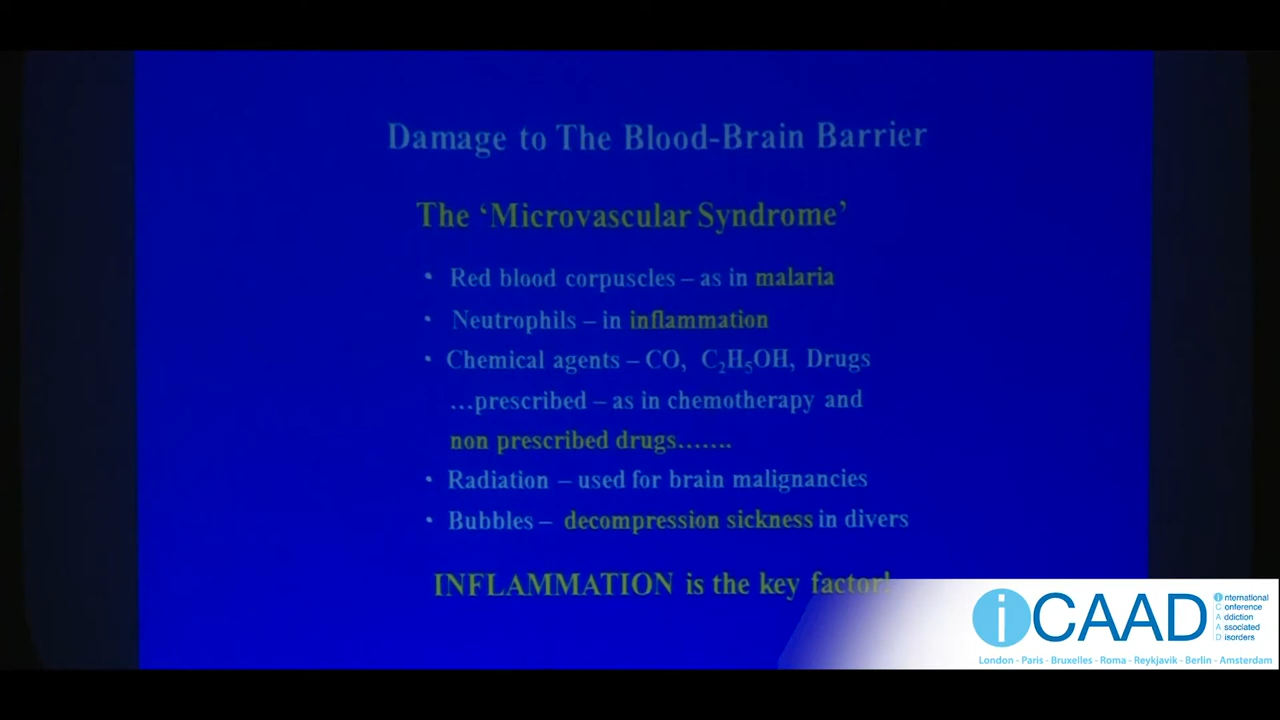 Damage to The Blood-Brain Barrier
The ‘Microvascular Syndrome’
• Red blood corpuscles – as in malaria
• Neutrophils – in inflammation
• Chemical agents – CO, C₂H₅OH, Drugs
…prescribed – as in chemotherapy and
non prescribed drugs…….
• Radiation – used for brain malignancies
• Bubbles – decompression sickness in divers
INFLAMMATION is the key factor!
iCAAD
international
Conference
Addiction
Associated
Disorders
London - Paris - Bruxelles - Roma - Reykjavik - Berlin - Amsterdam